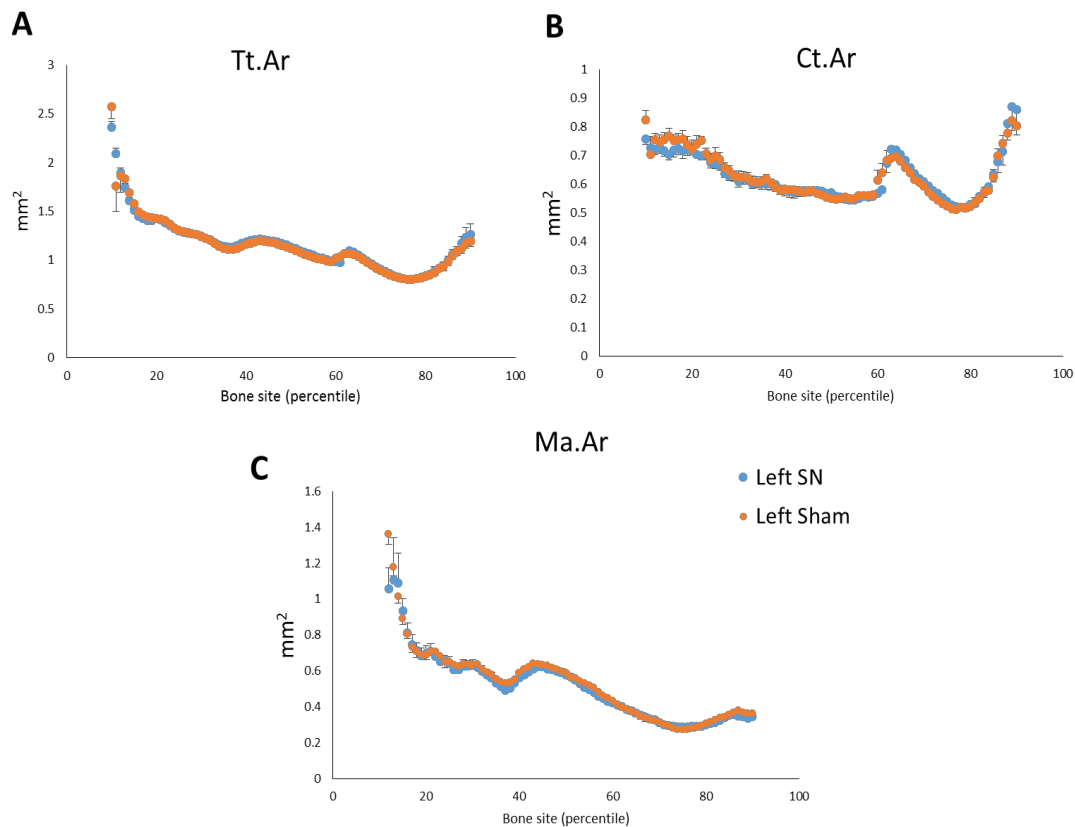 A
Tt.Ar
3
2.5
2
1.5
1
0.5
0
mm²
0 20 40 60 80 100
Bone site (percentile)
B
Ct.Ar
1
0.9
0.8
0.7
0.6
0.5
0.4
0.3
0.2
0.1
0
mm²
0 20 40 60 80 100
Bone site (percentile)
C
Ma.Ar
1.6
1.4
1.2
1
0.8
0.6
0.4
0.2
0
mm²
0 20 40 60 80 100
Bone site (percentile)
Left SN
Left Sham